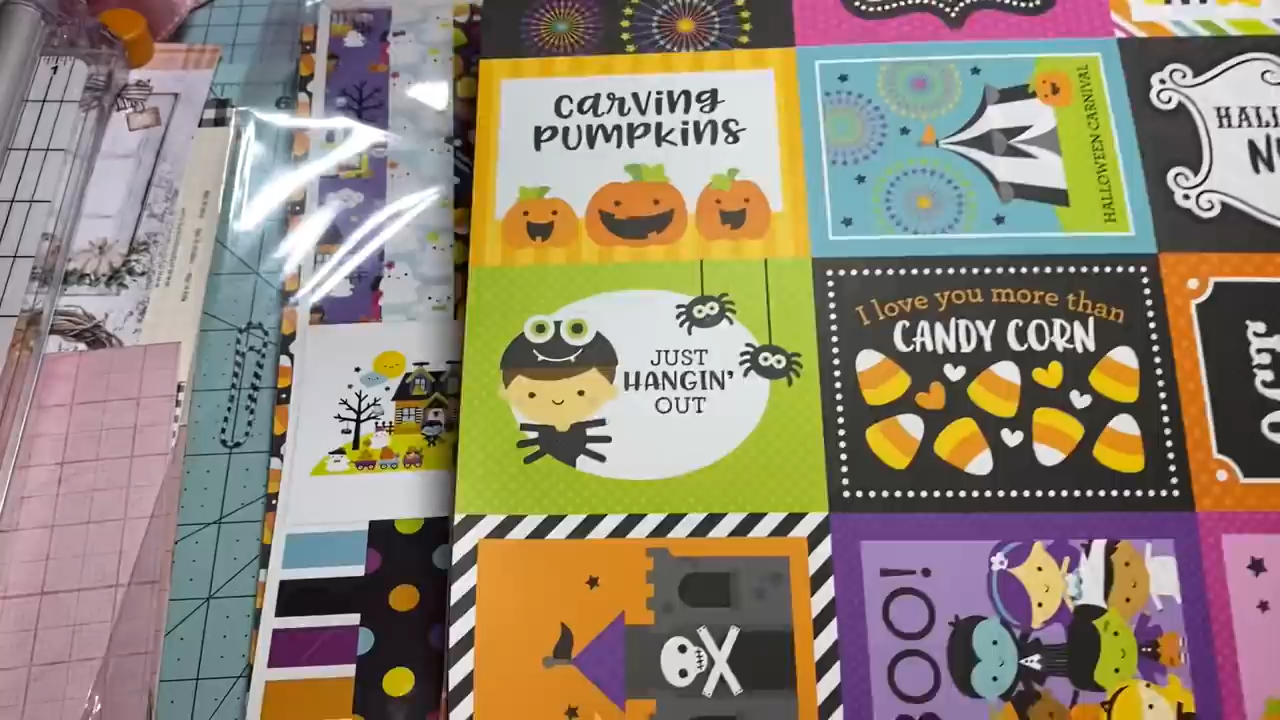 carving
PUMPKINS
HALLOWEEN CARNIVAL
JUST
HANGIN'
OUT
I love you more than
CANDY CORN
BOO!